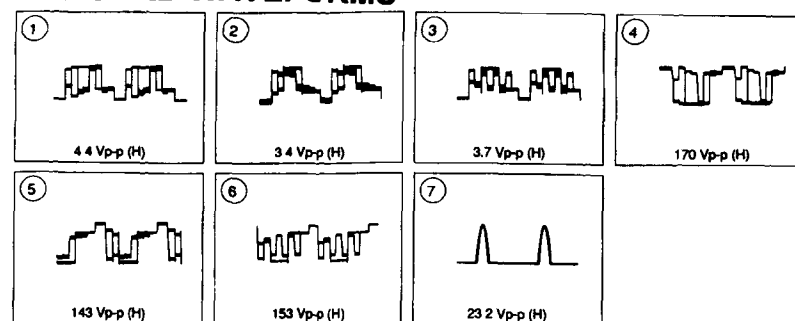 1 2 3 4
4 4 Vp-p (H) 3 4 Vp-p (H) 3.7 Vp-p (H) 170 Vp-p (H)
5 6 7
143 Vp-p (H) 153 Vp-p (H) 23 2 Vp-p (H)